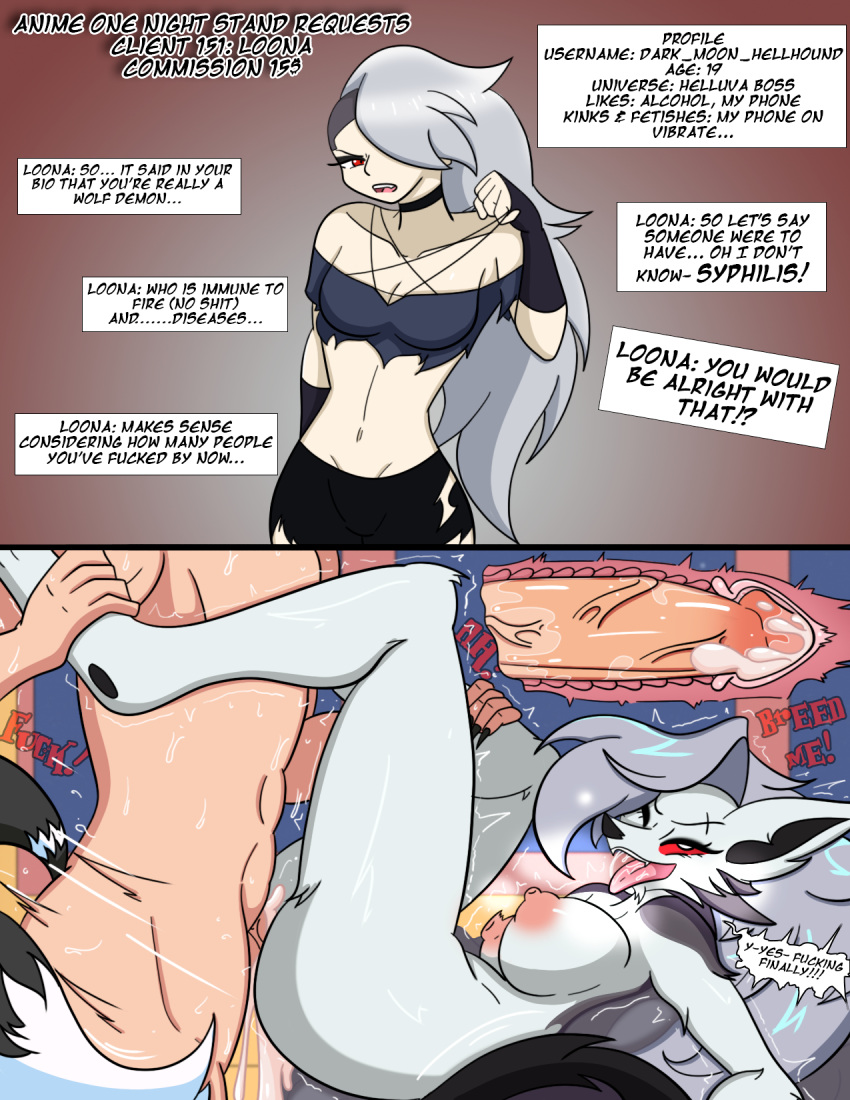 ANIME ONE NIGHT STAND REQUESTS
CLIENT 151: LOONA
COMMISSION 15$
PROFILE
USERNAME: DARK_MOON_HELLHOUND
AGE: 19
UNIVERSE: HELLUVA BOSS
LIKES: ALCOHOL, MY PHONE
KINKS & FETISHES: MY PHONE ON
VIBRATE...
LOONA: SO... IT SAID IN YOUR
BIO THAT YOU'RE REALLY A
WOLF DEMON...
LOONA: WHO IS IMMUNE TO
FIRE (NO SHIT)
AND.......DISEASES...
LOONA: MAKES SENSE
CONSIDERING HOW MANY PEOPLE
YOU'VE FUCKED BY NOW...
LOONA: SO LET'S SAY
SOMEONE WERE TO
HAVE... OH I DON'T
KNOW- SYPHILIS!
LOONA: YOU WOULD
BE ALRIGHT WITH
THAT!?
FUCK!
BREED
ME!
Y-YES-FUCKING
FINALLY!!!